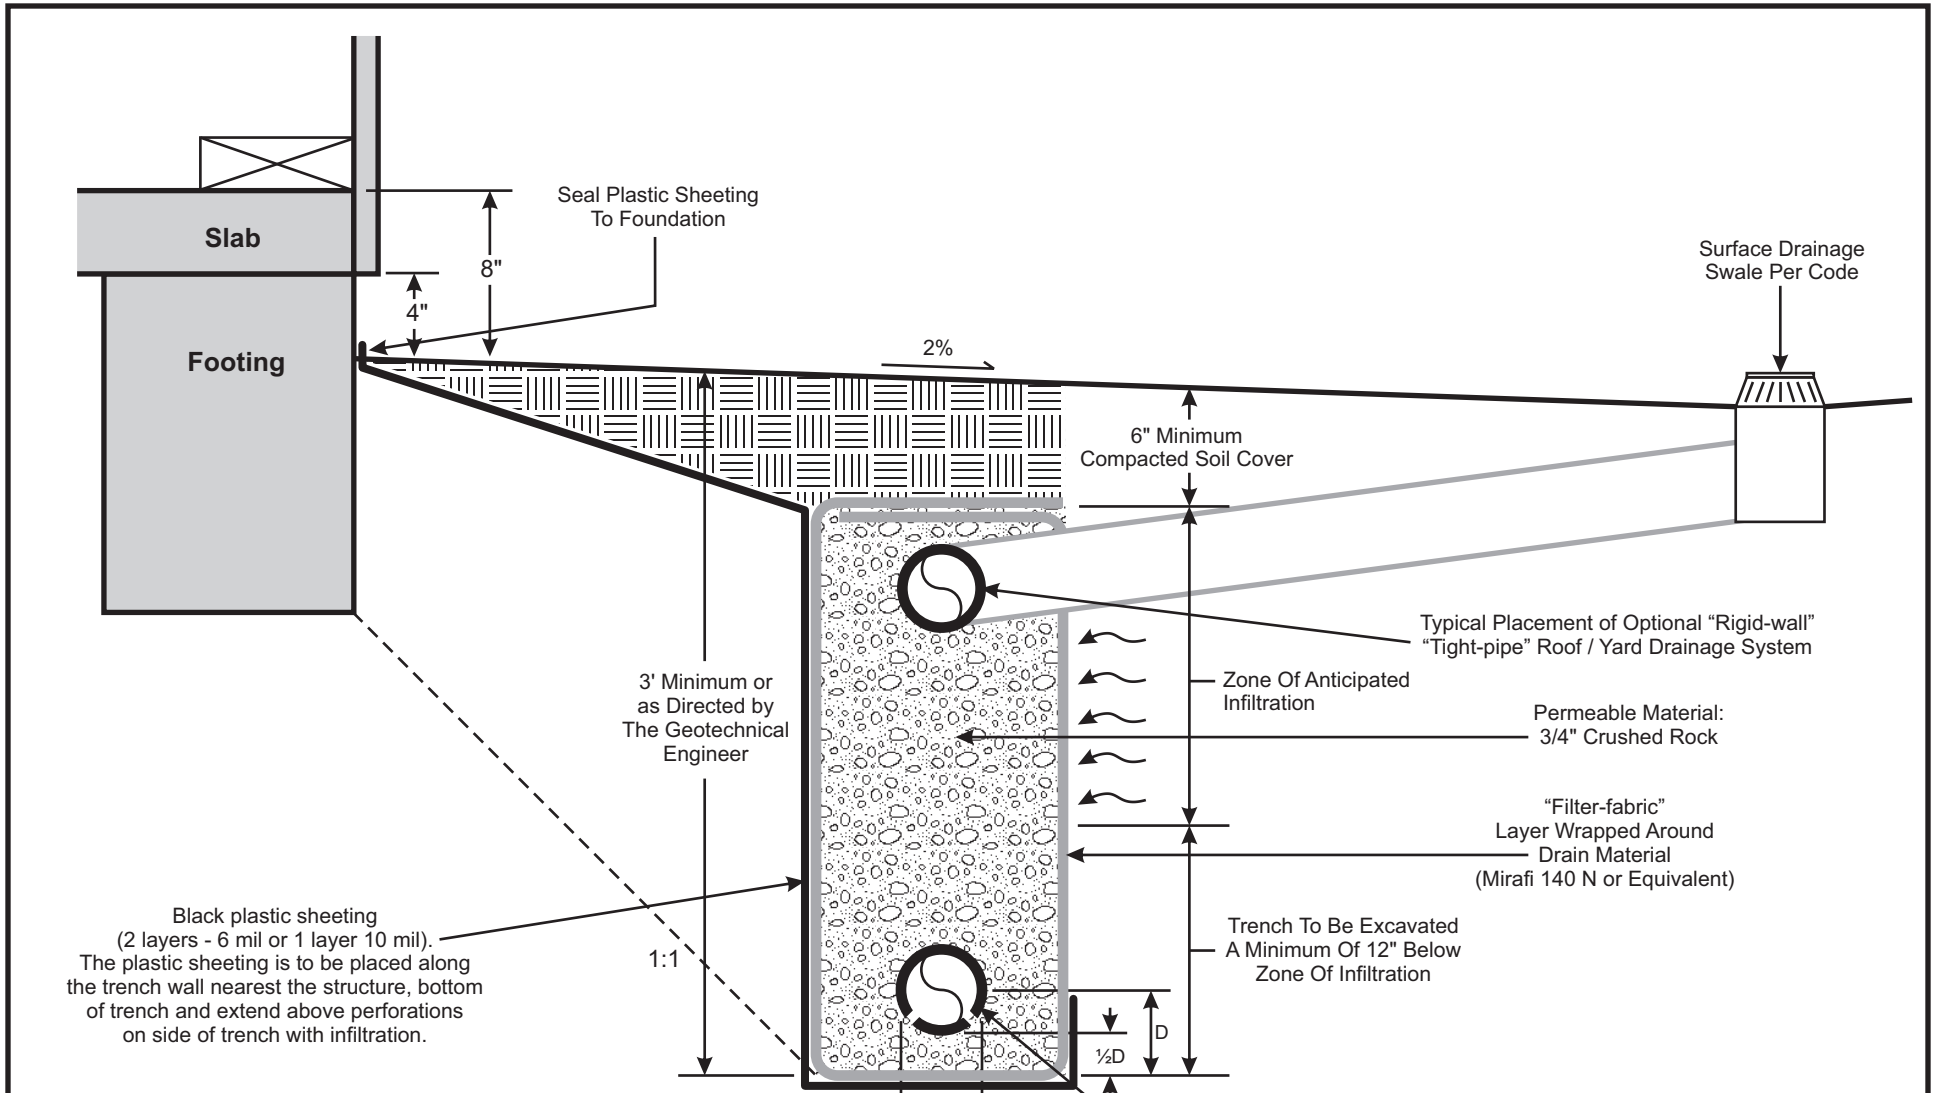 Seal Plastic Sheeting
To Foundation
Slab
8"
4"
Footing
Surface Drainage
Swale Per Code
2%
6" Minimum
Compacted Soil Cover
Typical Placement of Optional “Rigid-wall”
“Tight-pipe” Roof / Yard Drainage System
3' Minimum or
as Directed by
The Geotechnical
Engineer
Zone Of Anticipated
Infiltration
Permeable Material:
3/4" Crushed Rock
“Filter-fabric”
Layer Wrapped Around
Drain Material
(Mirafi 140 N or Equivalent)
Black plastic sheeting
(2 layers - 6 mil or 1 layer 10 mil).
The plastic sheeting is to be placed along
the trench wall nearest the structure, bottom
of trench and extend above perforations
on side of trench with infiltration.
1:1
Trench To Be Excavated
A Minimum Of 12" Below
Zone Of Infiltration
D
½D